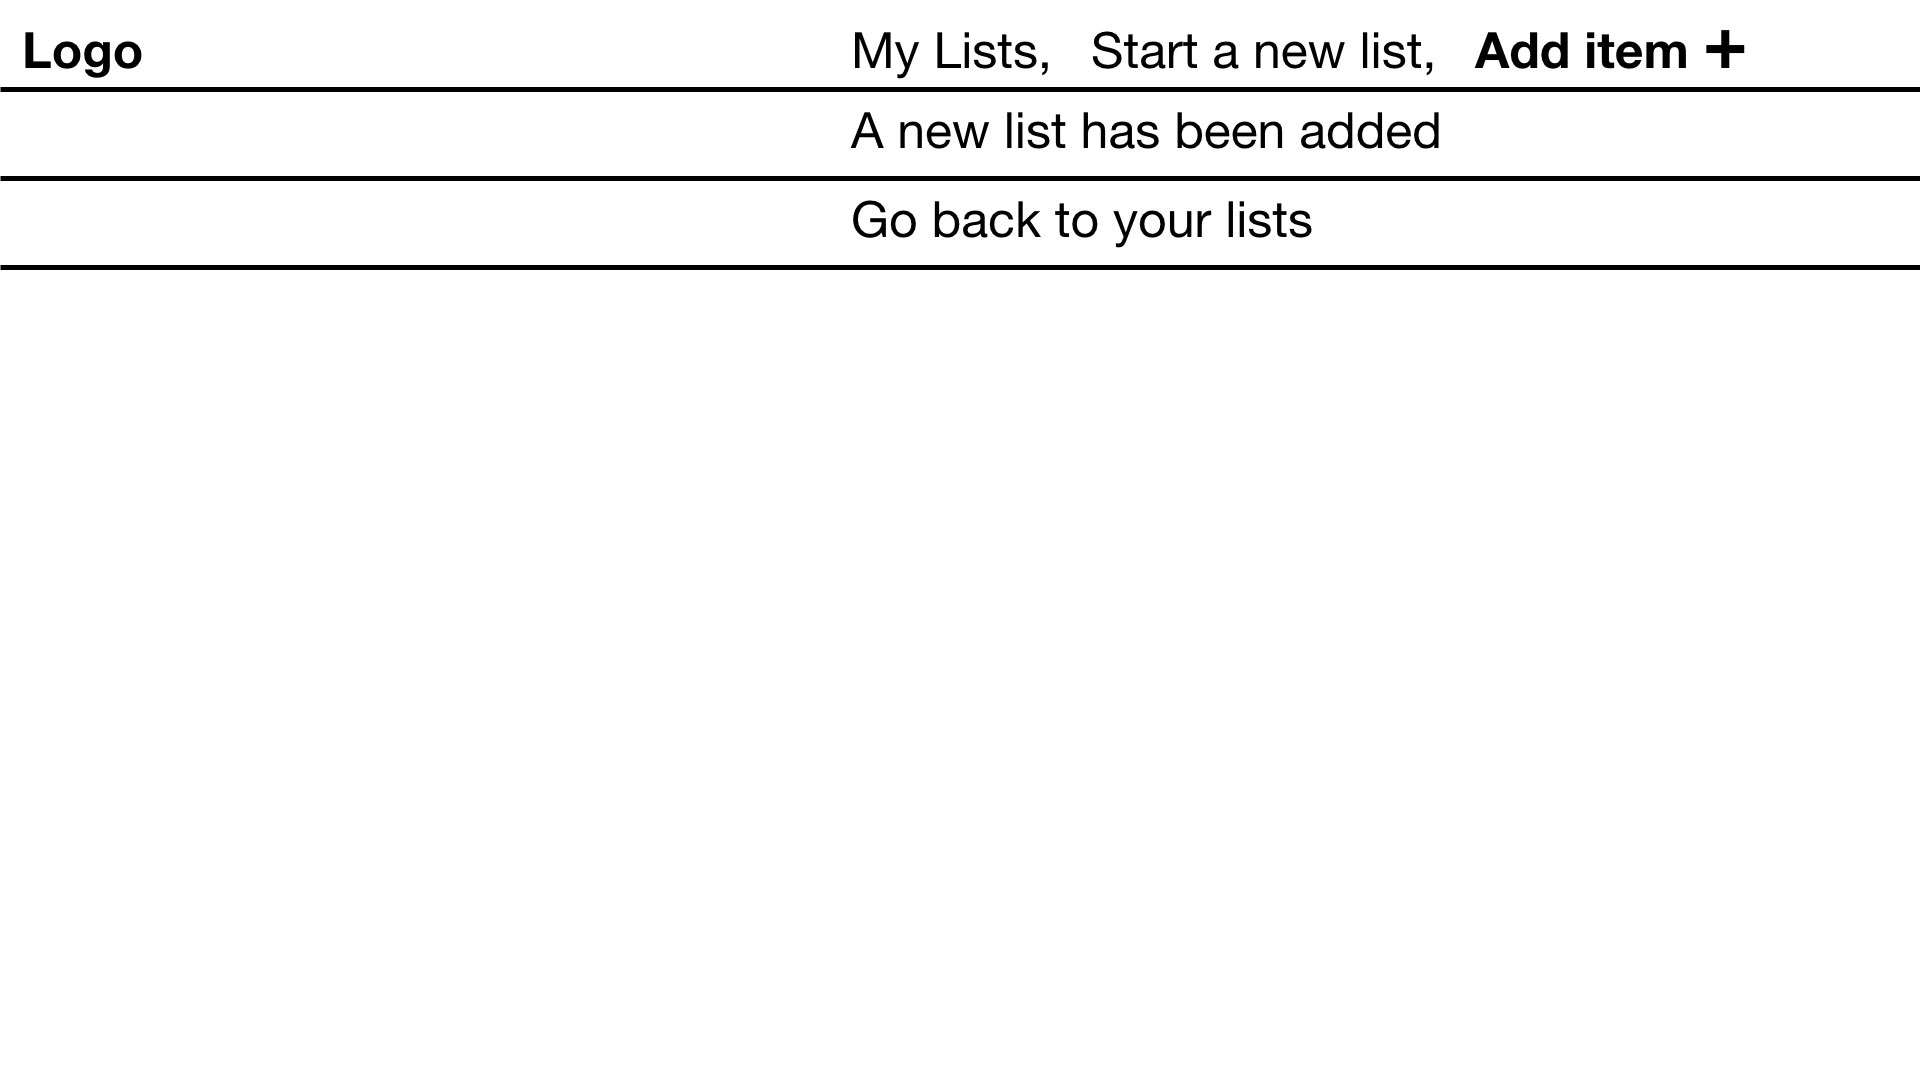 Logo My Lists, Start a new list, Add item +
A new list has been added
Go back to your lists